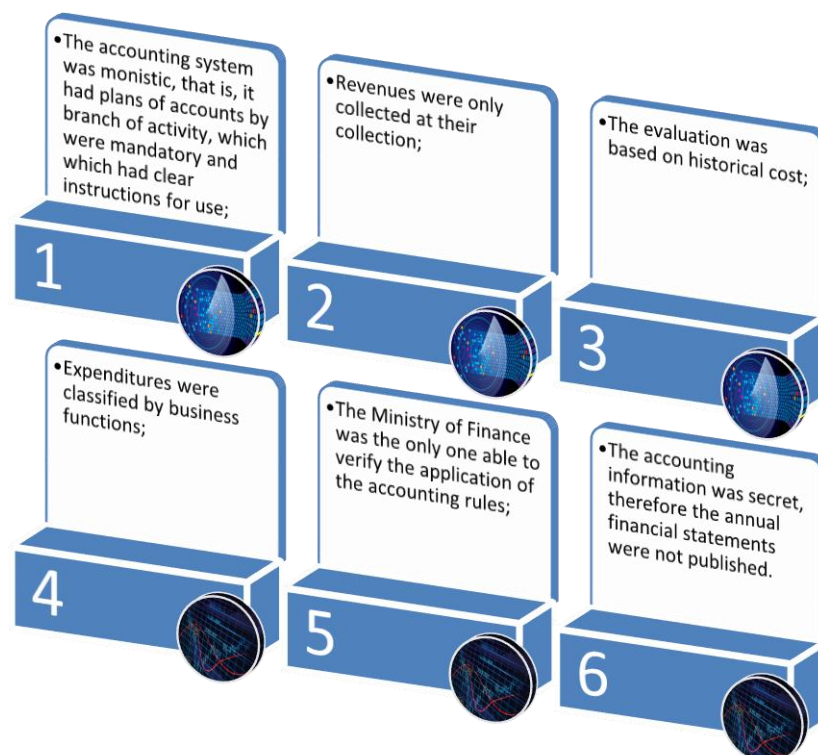 •The accounting system
was monistic, that is, it
had plans of accounts by
branch of activity, which
were mandatory and
which had clear
instructions for use;
1
•Revenues were only
collected at their
collection;
2
•The evaluation was
based on historical cost;
3
•Expenditures were
classified by business
functions;
4
•The Ministry of Finance
was the only one able to
verify the application of
the accounting rules;
5
•The accounting
information was secret,
therefore the annual
financial statements
were not published.
6